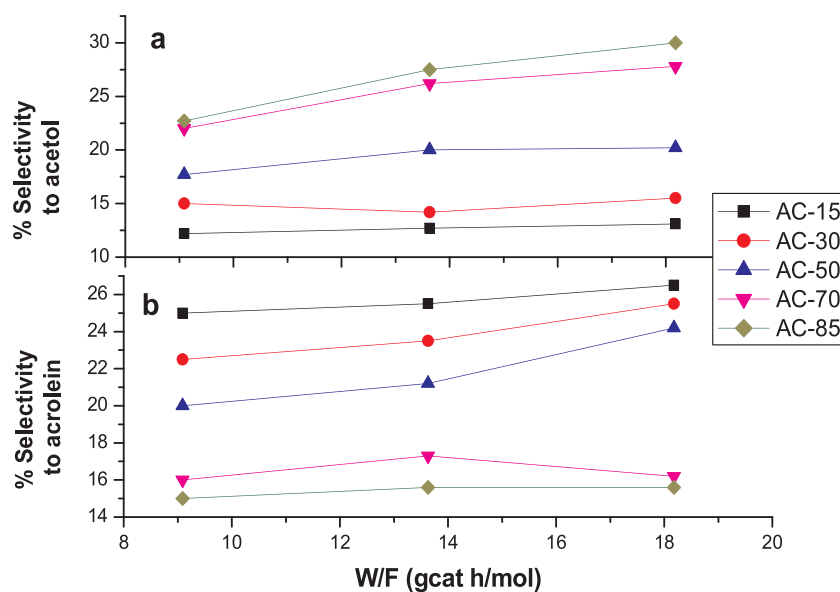 a
% Selectivity
to acetol
30
25
20
15
10
b
% Selectivity
to acrolein
26
24
22
20
18
16
14
8 10 12 14 16 18 20
W/F (gcat h/mol)
AC-15
AC-30
AC-50
AC-70
AC-85